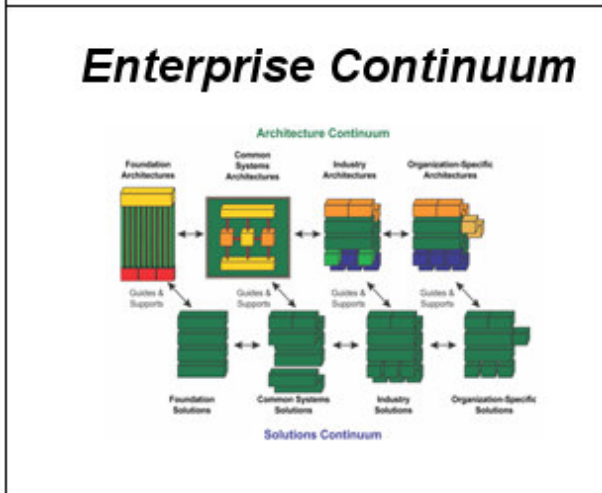 Enterprise Continuum
Architecture Continuum
Foundation
Architectures
Common
Systems
Architectures
Industry
Architectures
Organization-Specific
Architectures
Guides &
Supports
Guides &
Supports
Guides &
Supports
Guides &
Supports
Foundation
Solutions
Common Systems
Solutions
Industry
Solutions
Organization-Specific
Solutions
Solutions Continuum